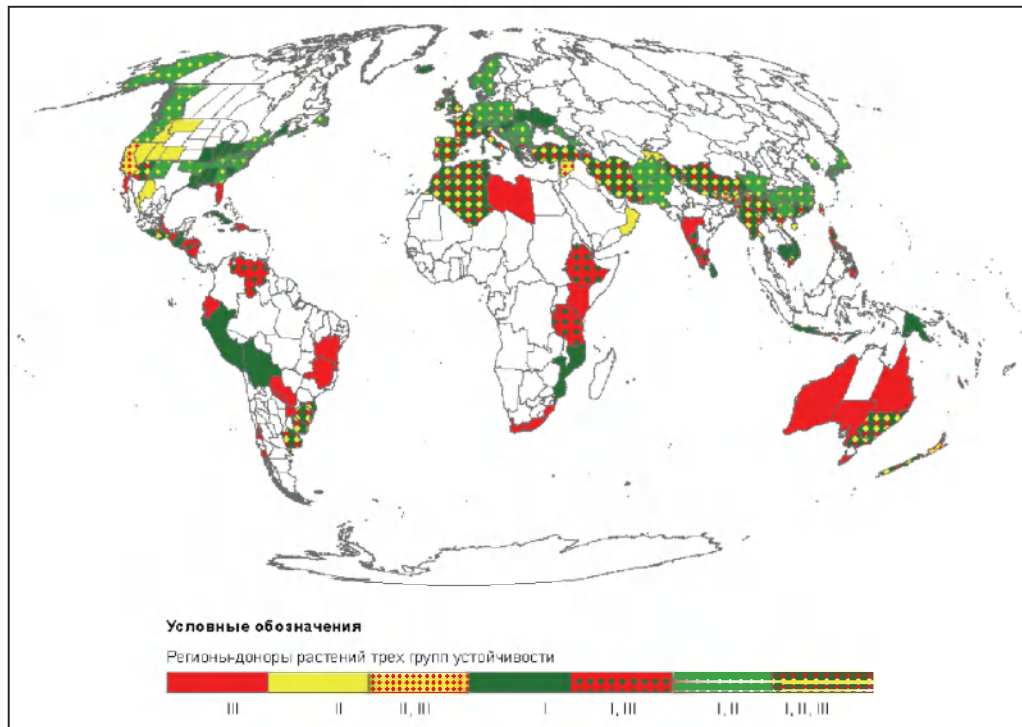 Условные обозначения
Регионы-доноры растений трех групп устойчивости
III II II, III I I, III I, II I, II, III